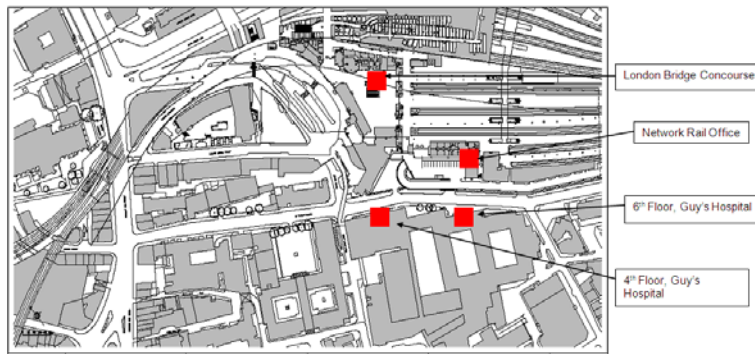 London Bridge Concourse
Network Rail Office
6th Floor, Guy's Hospital
4th Floor, Guy's
Hospital